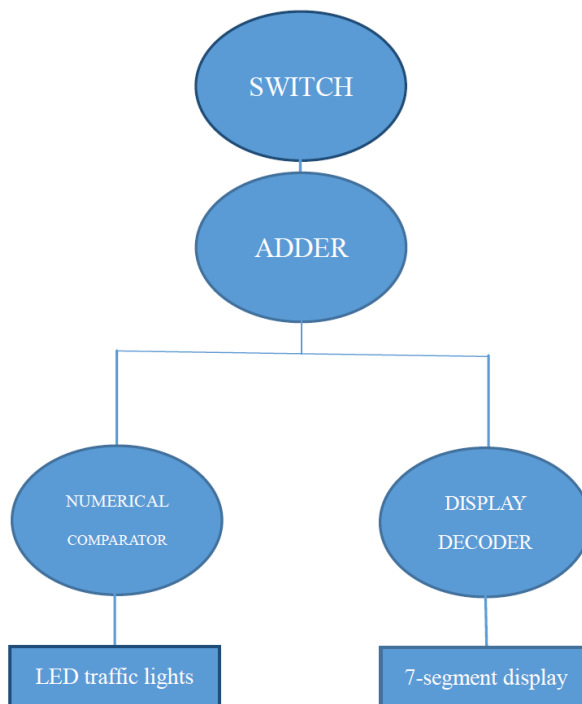 SWITCH
ADDER
NUMERICAL
COMPARATOR
DISPLAY
DECODER
LED traffic lights
7-segment display